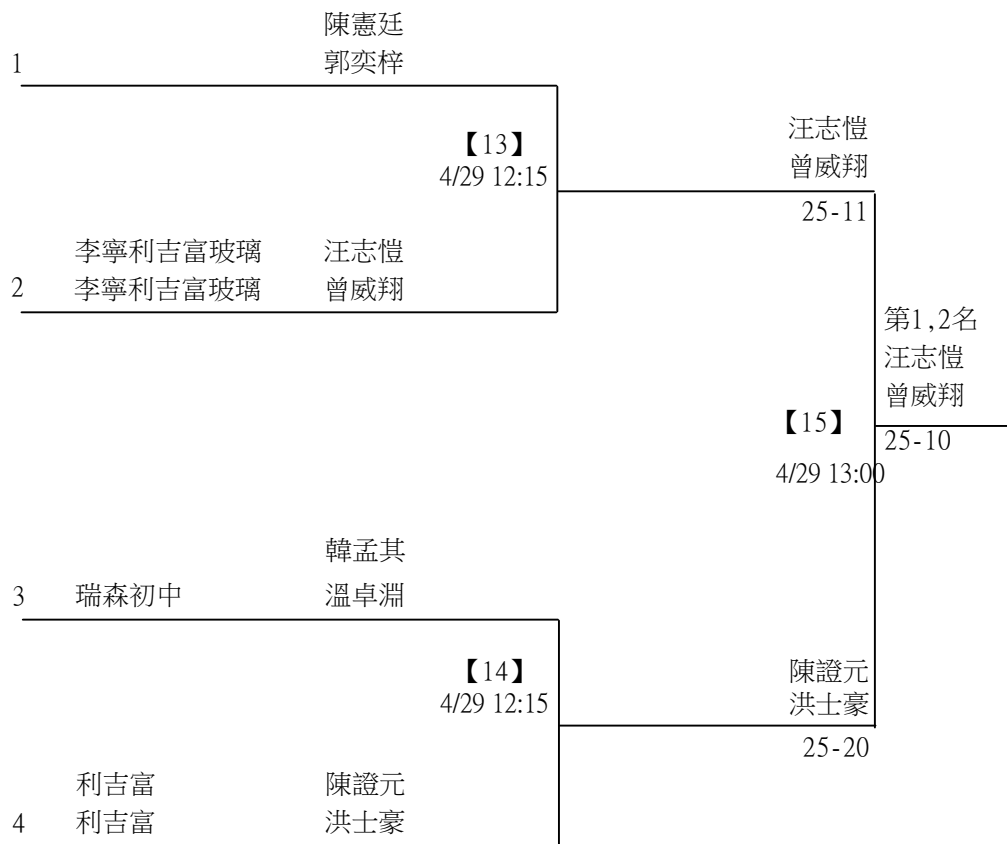 陳憲廷
1 郭奕梓
【13】
4/29 12:15
汪志愷
曾威翔
25-11
李寧利吉富玻璃 汪志愷
2 李寧利吉富玻璃 曾威翔
第1,2名
汪志愷
曾威翔
【15】
25-10
4/29 13:00
韓孟其
3 瑞森初中 溫卓淵
【14】
4/29 12:15
陳證元
洪士豪
25-20
利吉富 陳證元
4 利吉富 洪士豪